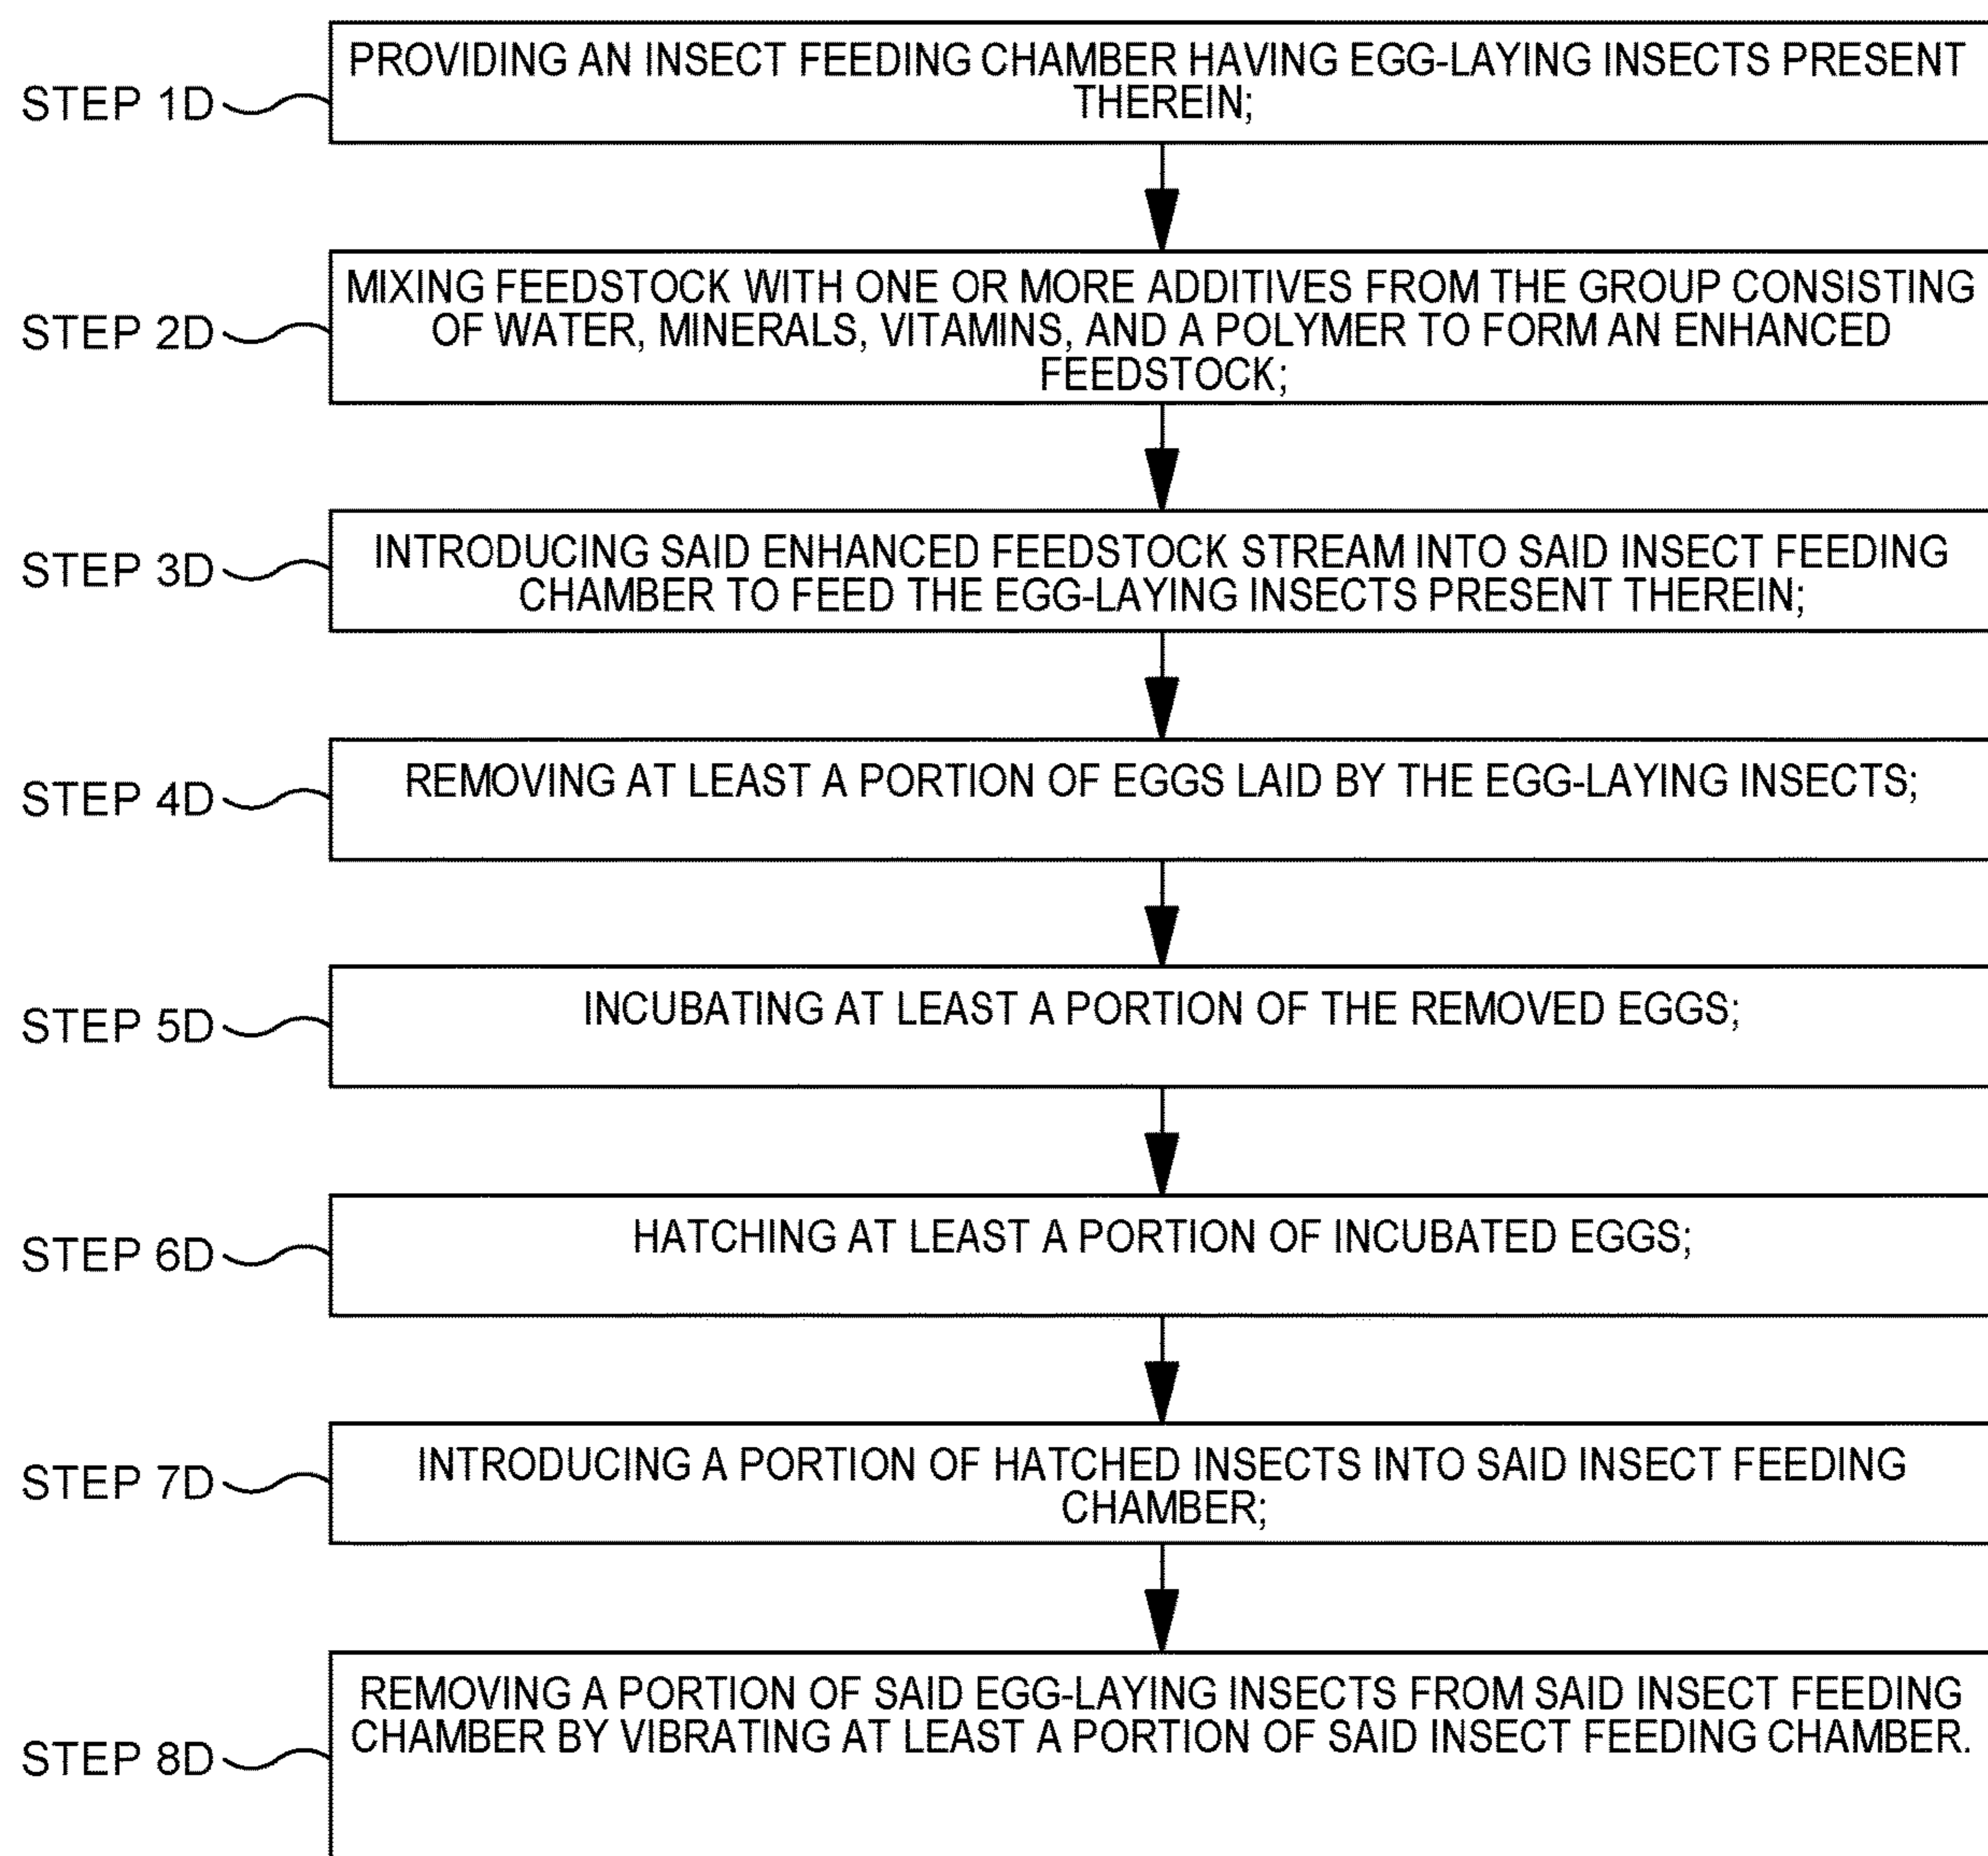 STEP 1D
PROVIDING AN INSECT FEEDING CHAMBER HAVING EGG-LAYING INSECTS PRESENT
THEREIN;
STEP 2D
MIXING FEEDSTOCK WITH ONE OR MORE ADDITIVES FROM THE GROUP CONSISTING
OF WATER, MINERALS, VITAMINS, AND A POLYMER TO FORM AN ENHANCED
FEEDSTOCK;
STEP 3D
INTRODUCING SAID ENHANCED FEEDSTOCK STREAM INTO SAID INSECT FEEDING
CHAMBER TO FEED THE EGG-LAYING INSECTS PRESENT THEREIN;
STEP 4D
REMOVING AT LEAST A PORTION OF EGGS LAID BY THE EGG-LAYING INSECTS;
STEP 5D
INCUBATING AT LEAST A PORTION OF THE REMOVED EGGS;
STEP 6D
HATCHING AT LEAST A PORTION OF INCUBATED EGGS;
STEP 7D
INTRODUCING A PORTION OF HATCHED INSECTS INTO SAID INSECT FEEDING
CHAMBER;
STEP 8D
REMOVING A PORTION OF SAID EGG-LAYING INSECTS FROM SAID INSECT FEEDING
CHAMBER BY VIBRATING AT LEAST A PORTION OF SAID INSECT FEEDING CHAMBER.